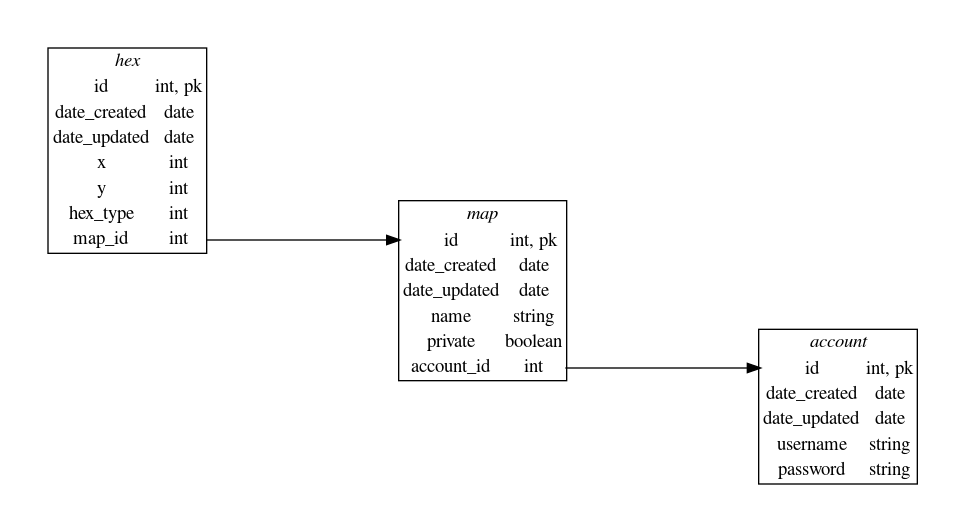 hex
id int, pk
date_created date
date_updated date
x int
y int
hex_type int
map_id int
map
id int, pk
date_created date
date_updated date
name string
private boolean
account_id int
account
id int, pk
date_created date
date_updated date
username string
password string